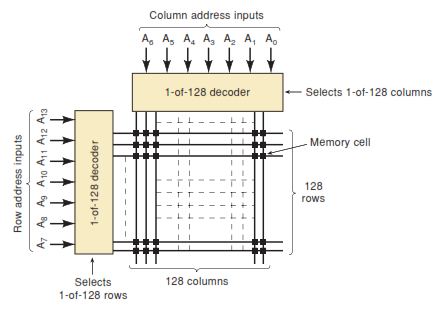 Column address inputs
A₆ A₅ A₄ A₃ A₂ A₁ A₀
1-of-128 decoder
Selects 1-of-128 columns
Row address inputs
A₁₃
A₁₂
A₁₁
A₁₀
A₉
A₈
A₇
1-of-128 decoder
Memory cell
128
rows
Selects
1-of-128 rows
128 columns